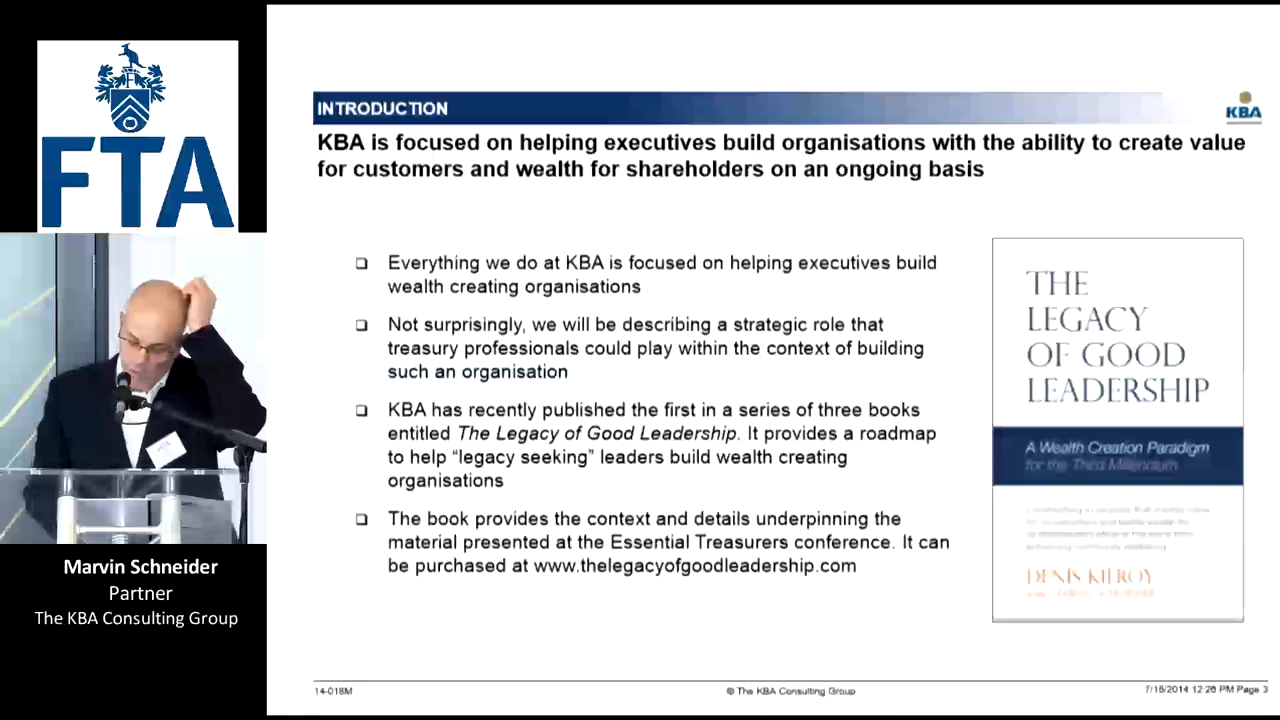 FTA
Marvin Schneider
Partner
The KBA Consulting Group
INTRODUCTION
KBA
KBA is focused on helping executives build organisations with the ability to create value
for customers and wealth for shareholders on an ongoing basis
Everything we do at KBA is focused on helping executives build
wealth creating organisations
Not surprisingly, we will be describing a strategic role that
treasury professionals could play within the context of building
such an organisation
KBA has recently published the first in a series of three books
entitled The Legacy of Good Leadership. It provides a roadmap
to help “legacy seeking” leaders build wealth creating
organisations
The book provides the context and details underpinning the
material presented at the Essential Treasurers conference. It can
be purchased at www.thelegacyofgoodleadership.com
THE
LEGACY
OF GOOD
LEADERSHIP
A Wealth Creation Paradigm
for the Third Millennium
DENIS KILROY
14-018M
© The KBA Consulting Group
7/18/2014 12:26 PM Page 3